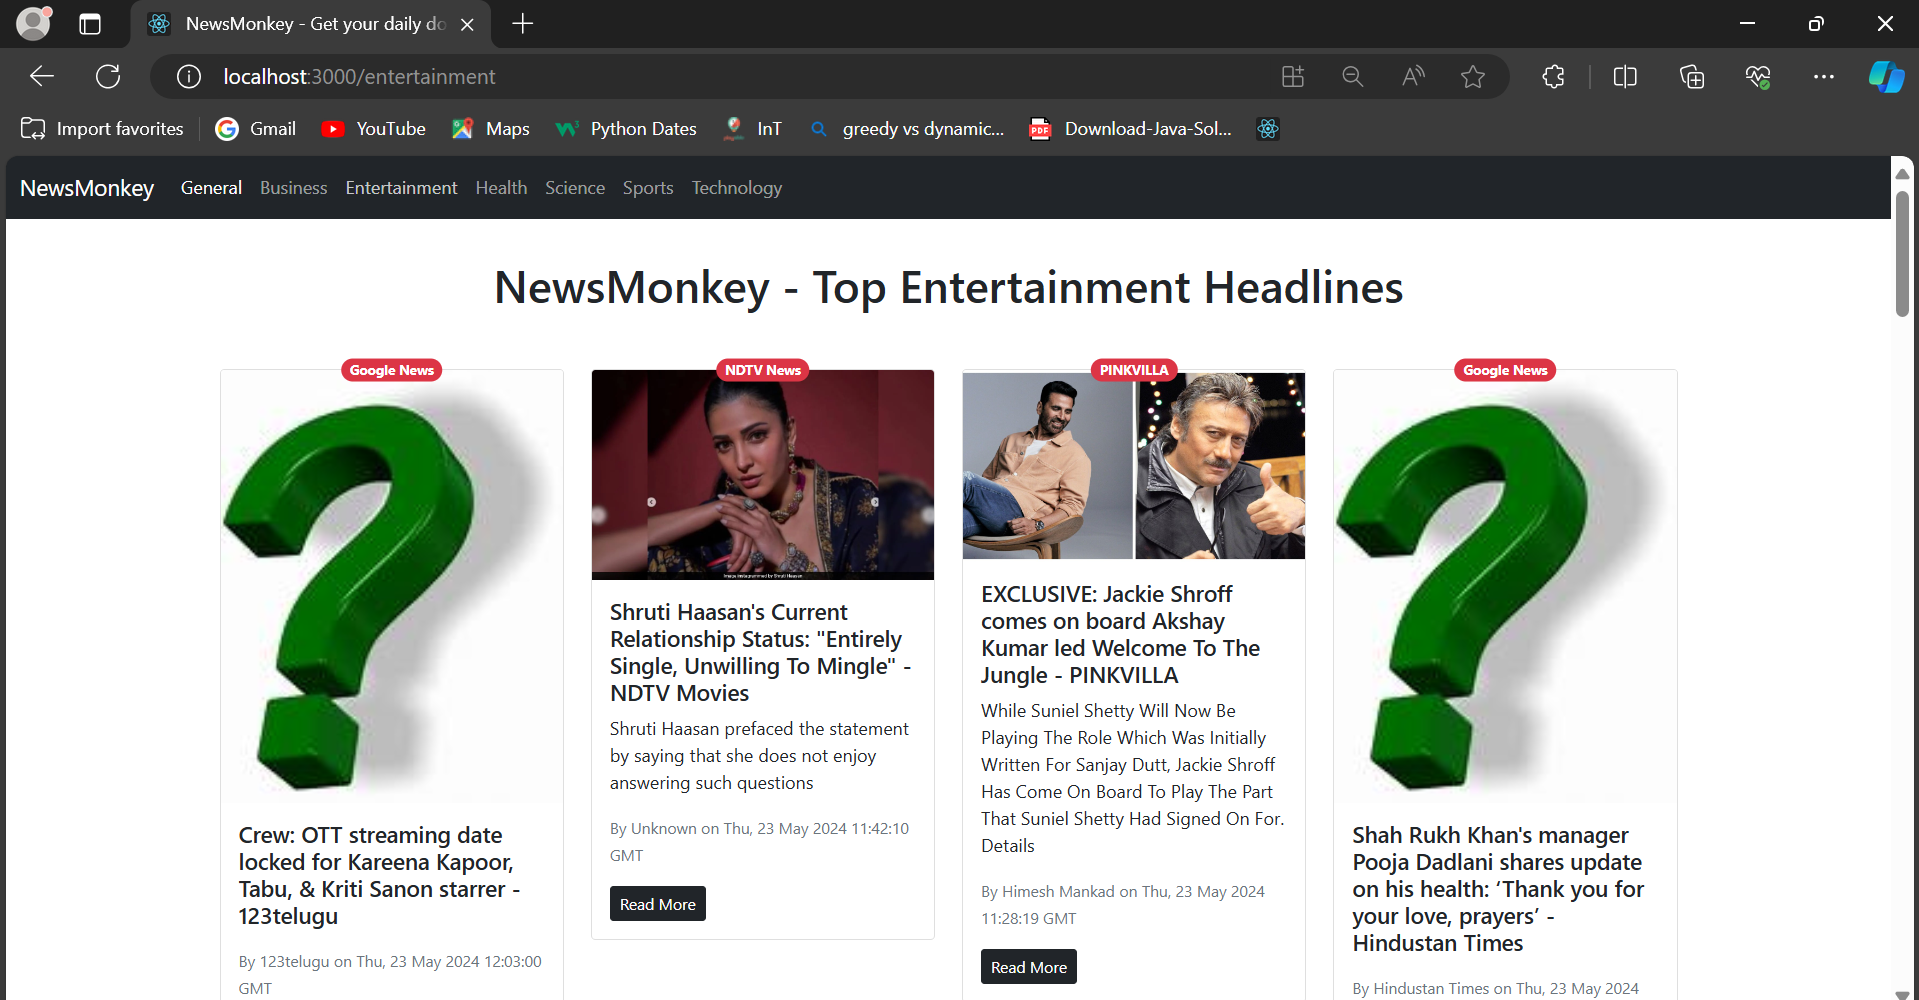 NewsMonkey - Get your daily do
localhost:3000/entertainment
Import favorites
Gmail
YouTube
Maps
Python Dates
InT
greedy vs dynamic...
PDF
Download-Java-Sol...
NewsMonkey General Business Entertainment Health Science Sports Technology
NewsMonkey - Top Entertainment Headlines
Google News
Crew: OTT streaming date
locked for Kareena Kapoor,
Tabu, & Kriti Sanon starrer -
123telugu
By 123telugu on Thu, 23 May 2024 12:03:00
GMT
NDTV News
Image instagrammed by Shruti Haasan
Shruti Haasan's Current
Relationship Status: "Entirely
Single, Unwilling To Mingle" -
NDTV Movies
Shruti Haasan prefaced the statement
by saying that she does not enjoy
answering such questions
By Unknown on Thu, 23 May 2024 11:42:10
GMT
Read More
PINKVILLA
EXCLUSIVE: Jackie Shroff
comes on board Akshay
Kumar led Welcome To The
Jungle - PINKVILLA
While Suniel Shetty Will Now Be
Playing The Role Which Was Initially
Written For Sanjay Dutt, Jackie Shroff
Has Come On Board To Play The Part
That Suniel Shetty Had Signed On For.
Details
By Himesh Mankad on Thu, 23 May 2024
11:28:19 GMT
Read More
Google News
Shah Rukh Khan's manager
Pooja Dadlani shares update
on his health: ‘Thank you for
your love, prayers’ -
Hindustan Times
By Hindustan Times on Thu, 23 May 2024